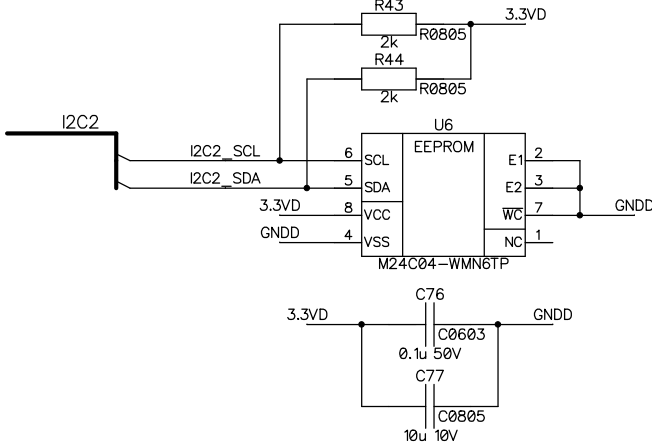 R43
3.3VD
2k
R0805
R44
2k
R0805
I2C2
U6
EEPROM
I2C2_SCL 6 SCL E1 2
I2C2_SDA 5 SDA E2 3
3.3VD 8 VCC WC 7 GNDD
GNDD 4 VSS NC 1
M24C04-WMN6TP
C76
3.3VD GNDD
C0603
0.1u 50V
C77
C0805
10u 10V